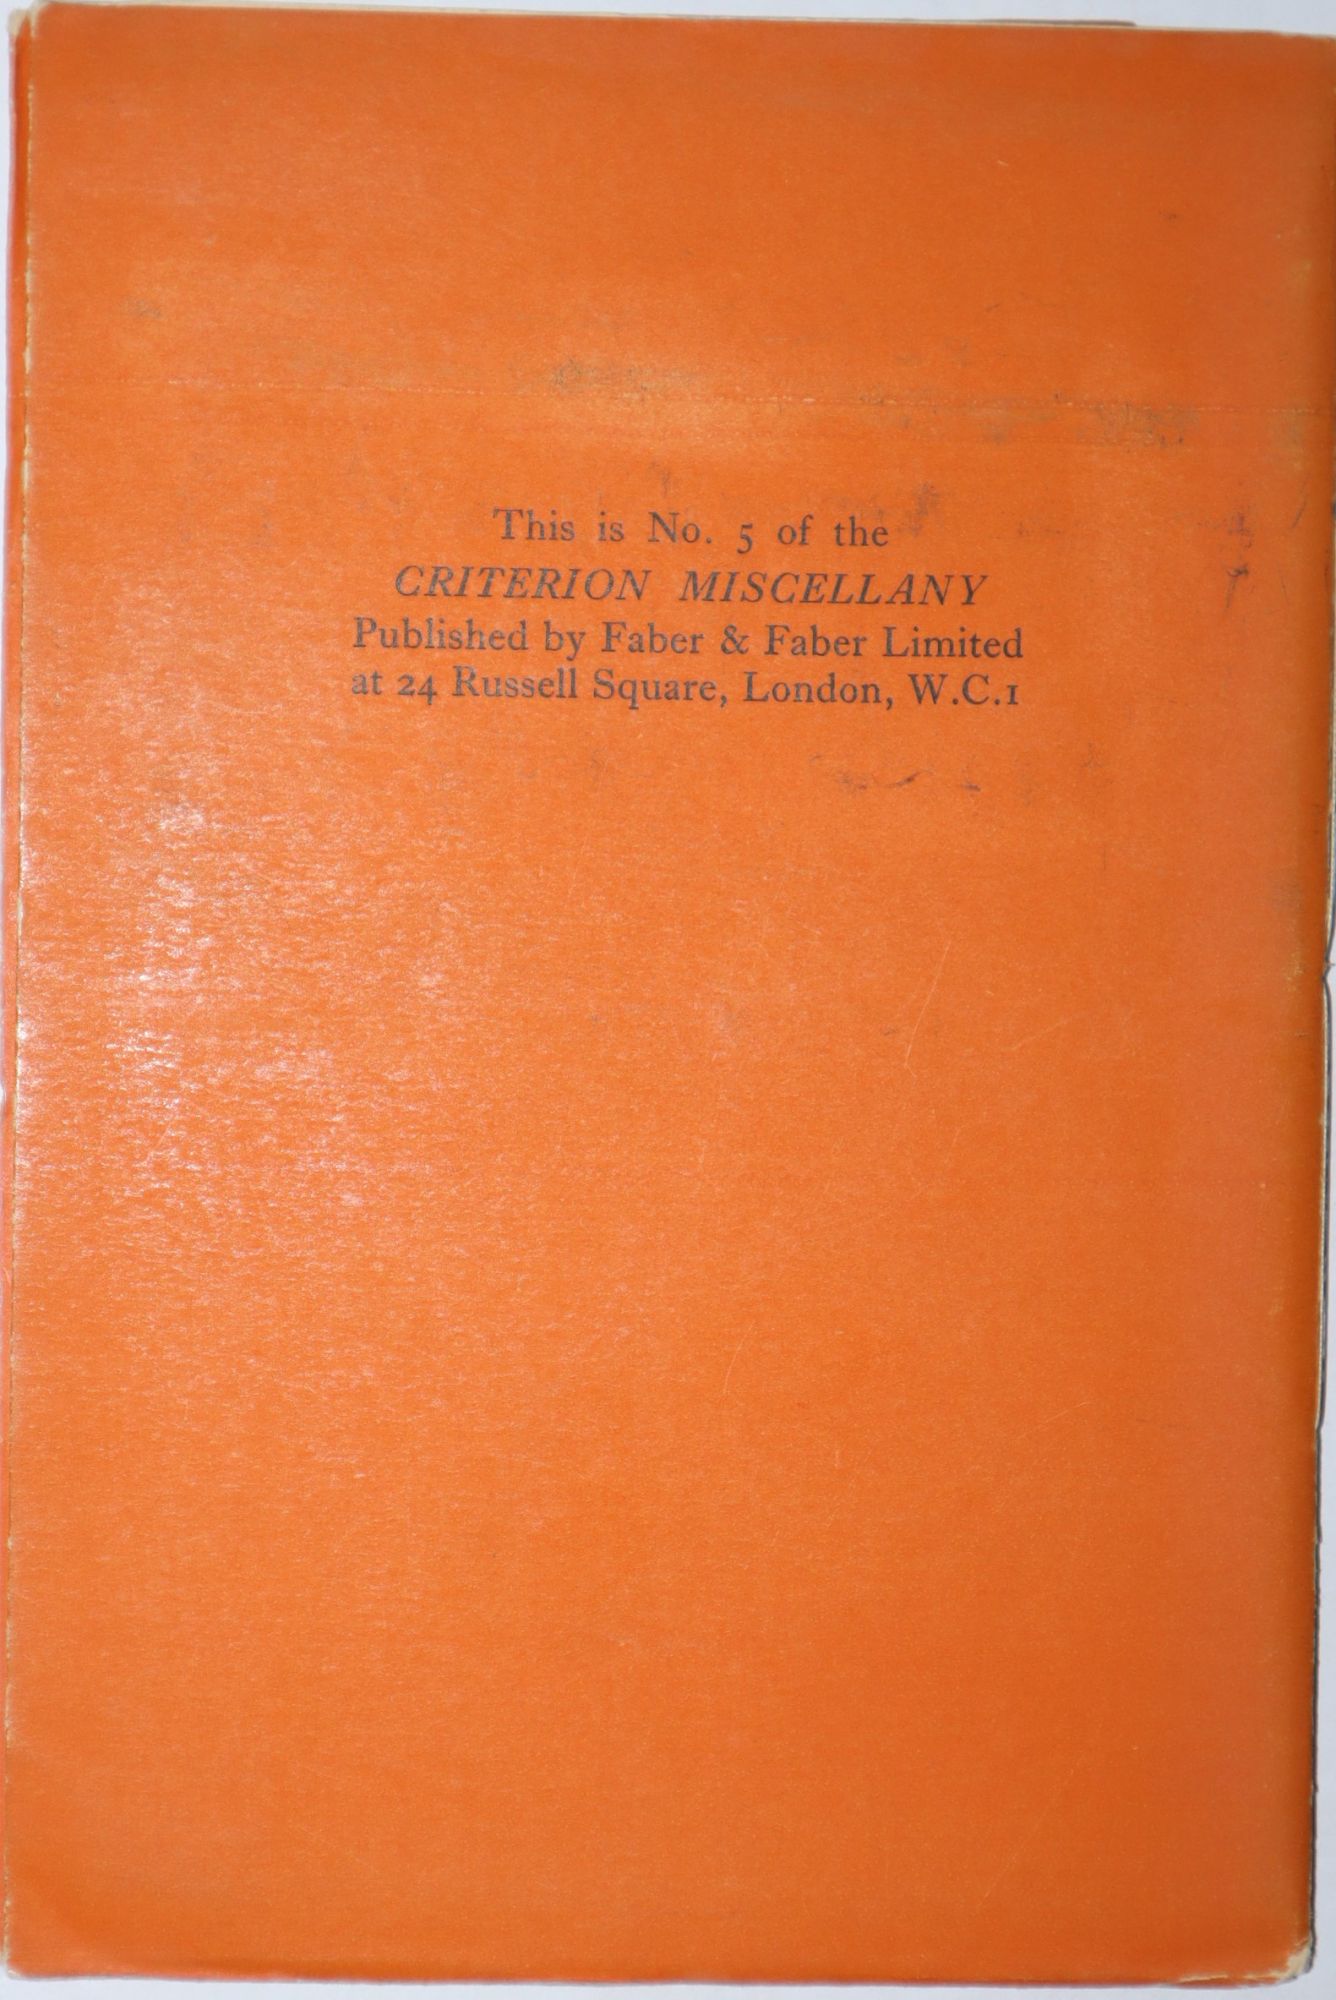 This is No. 5 of the
CRITERION MISCELLANY
Published by Faber & Faber Limited
at 24 Russell Square, London, W.C.1